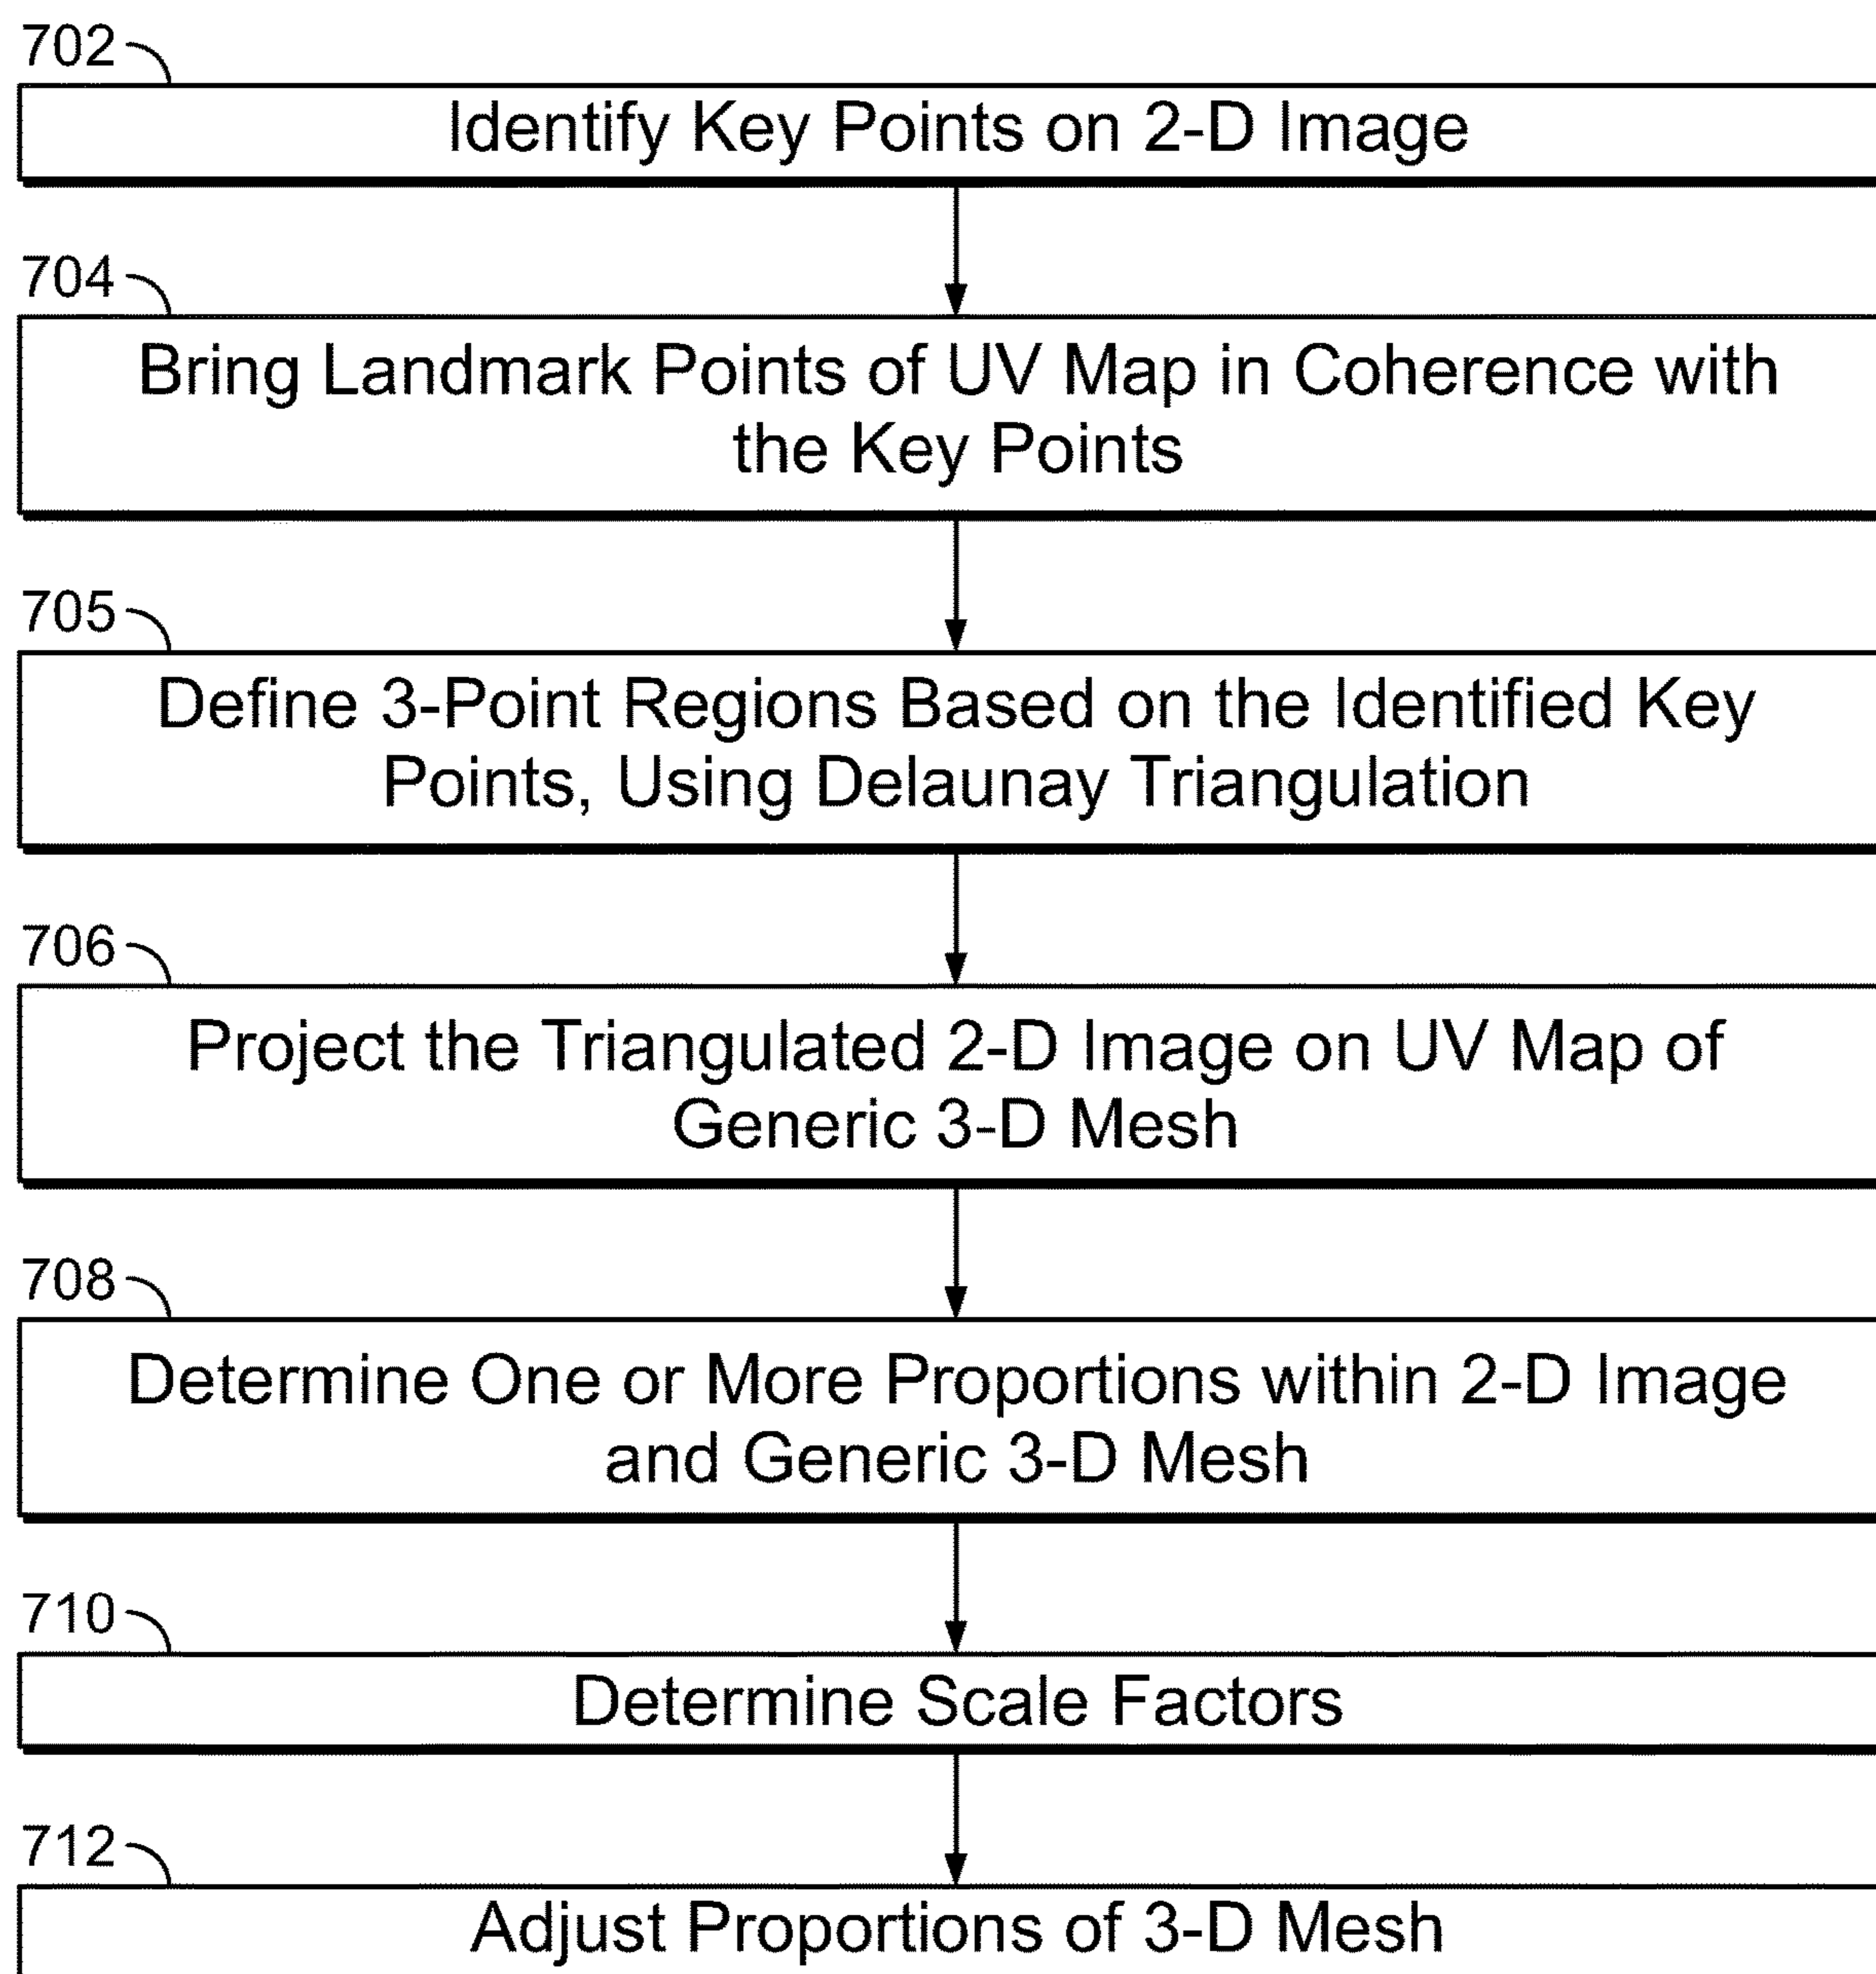 702
Identify Key Points on 2-D Image
704
Bring Landmark Points of UV Map in Coherence with
the Key Points
705
Define 3-Point Regions Based on the Identified Key
Points, Using Delaunay Triangulation
706
Project the Triangulated 2-D Image on UV Map of
Generic 3-D Mesh
708
Determine One or More Proportions within 2-D Image
and Generic 3-D Mesh
710
Determine Scale Factors
712
Adjust Proportions of 3-D Mesh